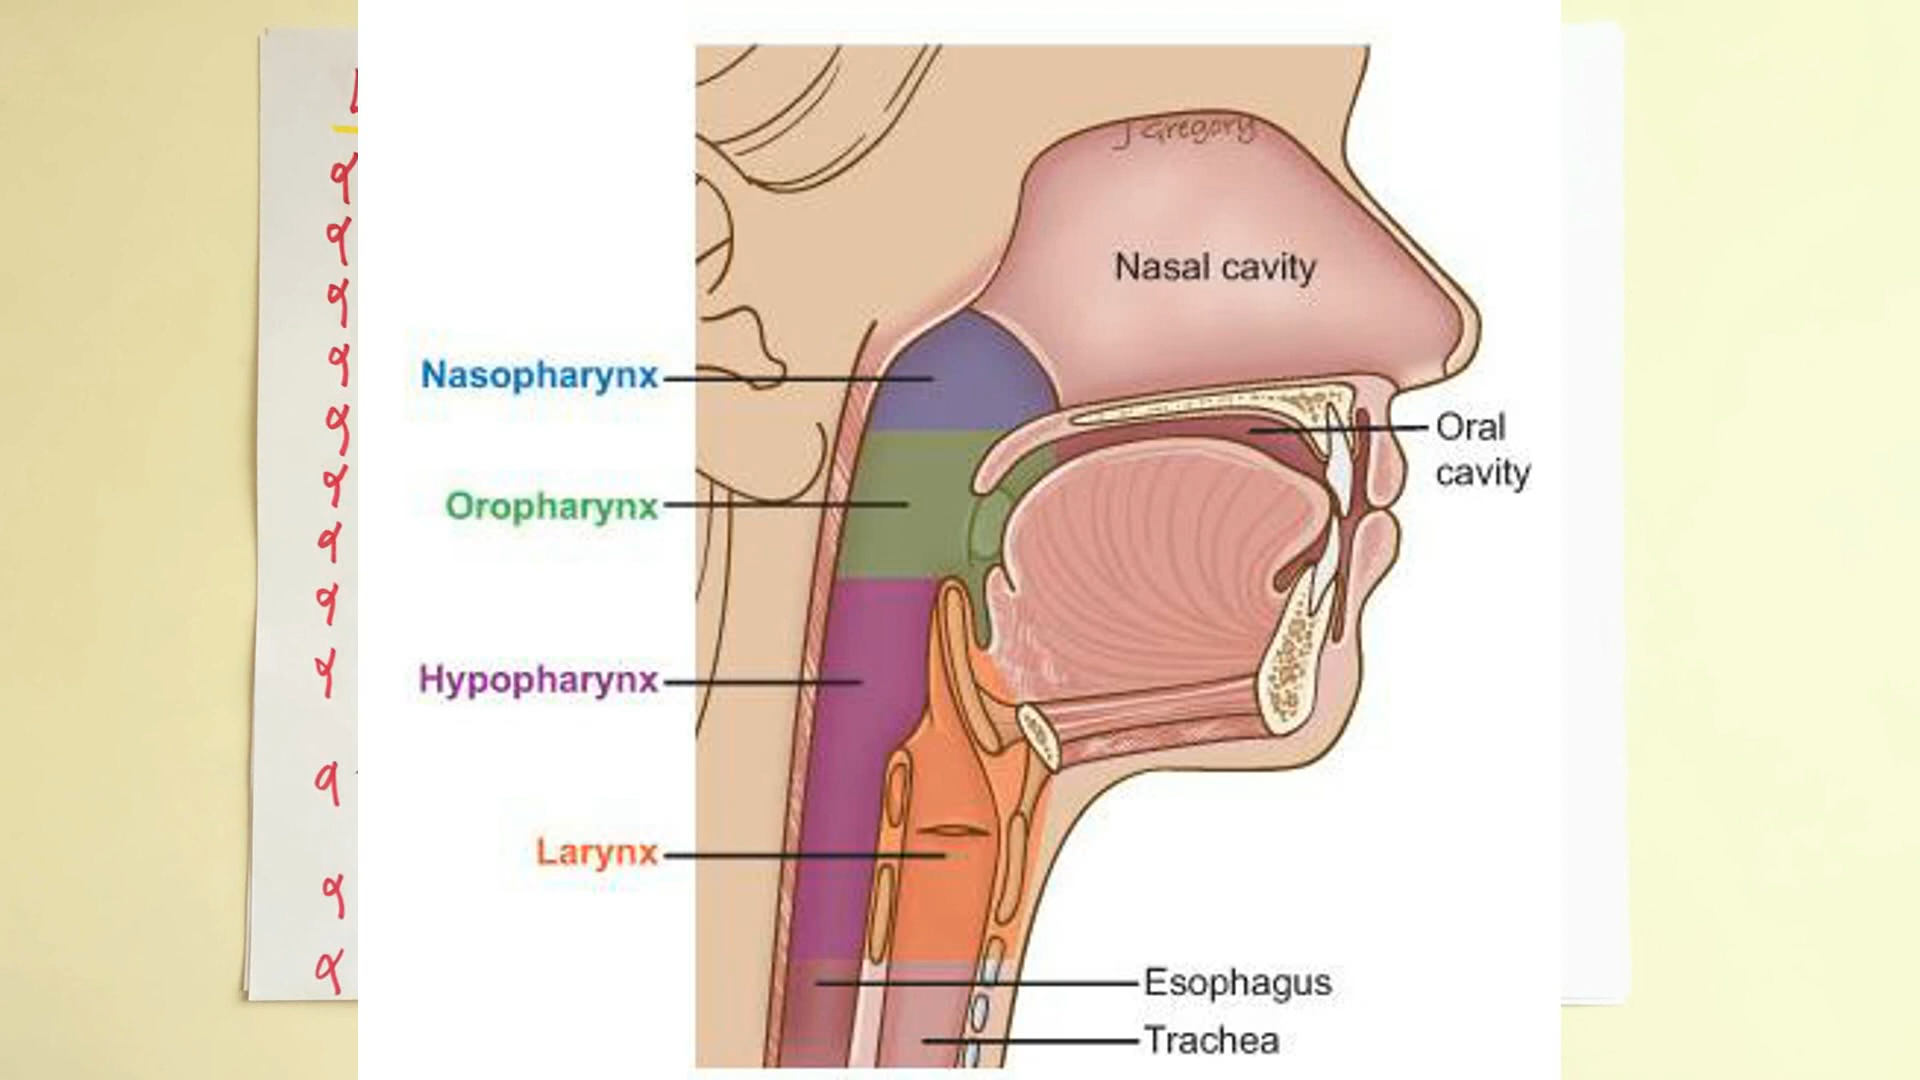 J Gregory
Nasal cavity
Nasopharynx
Oral
cavity
Oropharynx
Hypopharynx
Larynx
Esophagus
Trachea